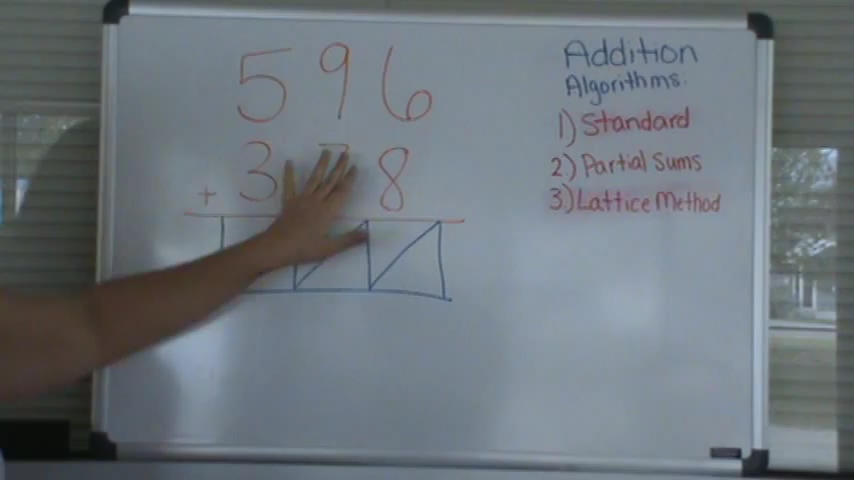 596
+ 3 8
Addition
Algorithms:
1) Standard
2.) Partial Sums
3.) Lattice Method